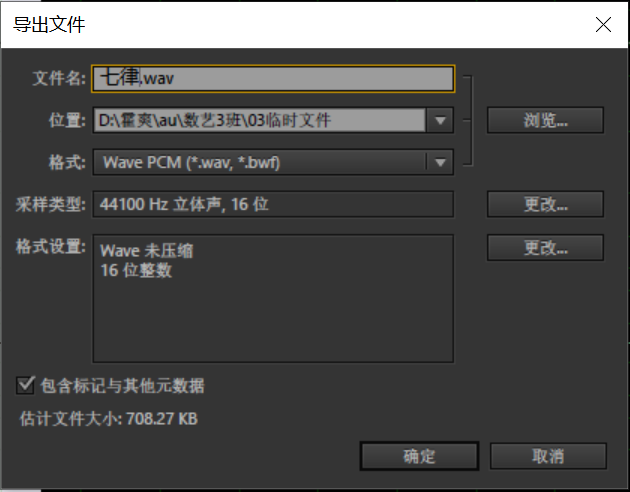 导出文件
文件名: 七律.wav
位置: D:\霍爽\au\数艺3班\03临时文件 浏览...
格式: Wave PCM (*.wav, *.bwf)
采样类型: 44100 Hz 立体声, 16 位 更改...
格式设置: Wave 未压缩 更改...
16 位整数
包含标记与其他元数据
估计文件大小: 708.27 KB
确定 取消